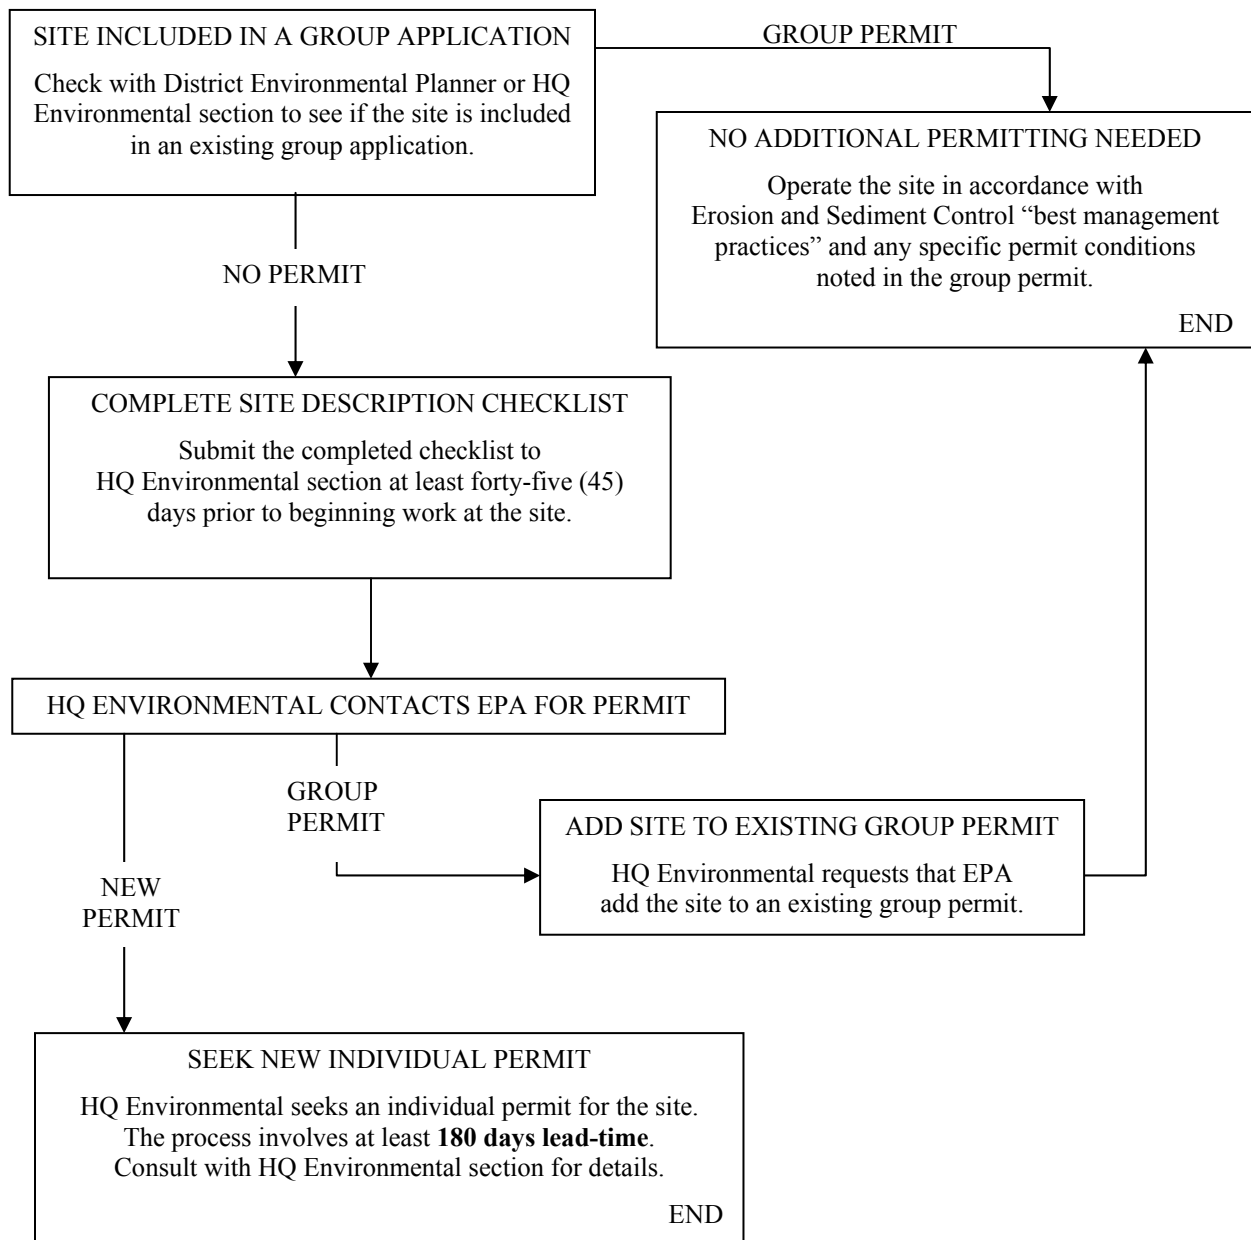 SITE INCLUDED IN A GROUP APPLICATION
Check with District Environmental Planner or HQ
Environmental section to see if the site is included
in an existing group application.
GROUP PERMIT
NO ADDITIONAL PERMITTING NEEDED
Operate the site in accordance with
Erosion and Sediment Control “best management
practices” and any specific permit conditions
noted in the group permit.
END
NO PERMIT
COMPLETE SITE DESCRIPTION CHECKLIST
Submit the completed checklist to
HQ Environmental section at least forty-five (45)
days prior to beginning work at the site.
HQ ENVIRONMENTAL CONTACTS EPA FOR PERMIT
GROUP
PERMIT
ADD SITE TO EXISTING GROUP PERMIT
HQ Environmental requests that EPA
add the site to an existing group permit.
NEW
PERMIT
SEEK NEW INDIVIDUAL PERMIT
HQ Environmental seeks an individual permit for the site.
The process involves at least 180 days lead-time.
Consult with HQ Environmental section for details.
END